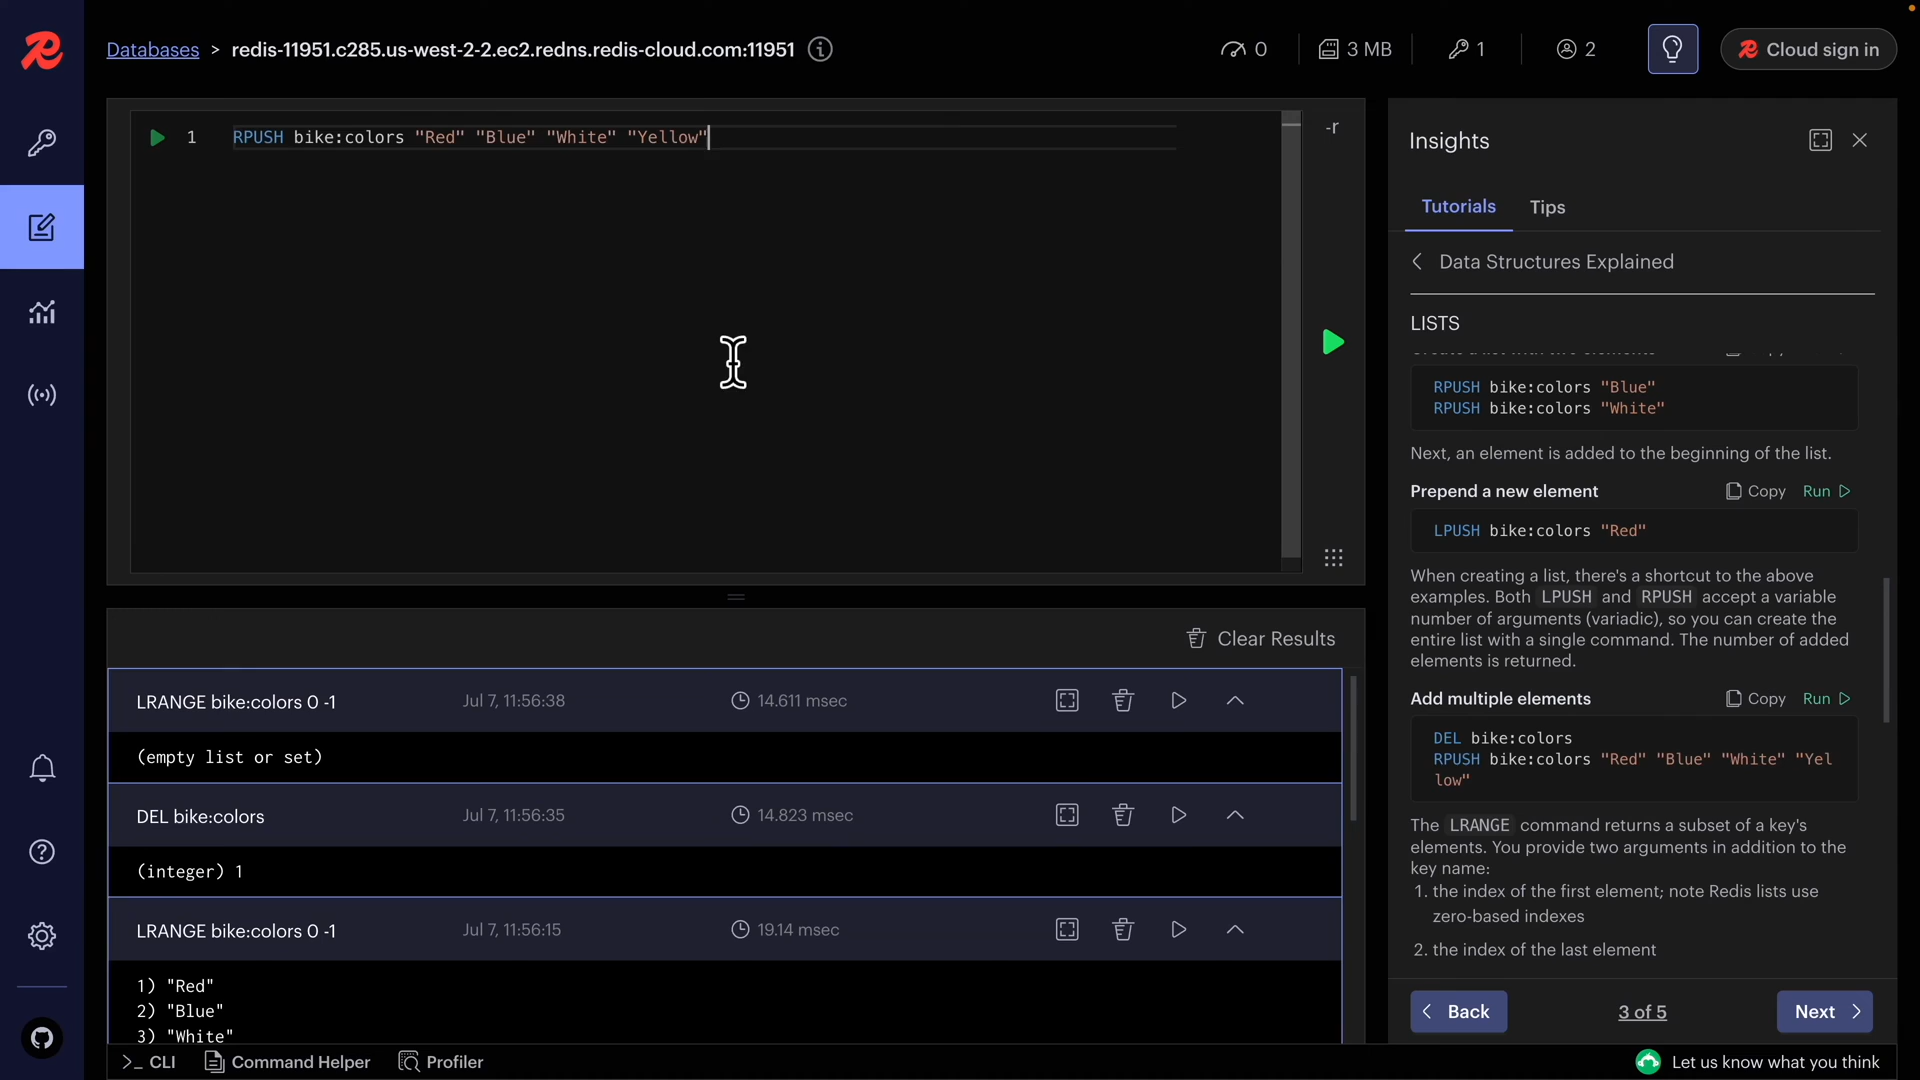 Databases > redis-11951.c285.us-west-2-2.ec2.redns.redis-cloud.com:11951
0
3 MB
1
2
Cloud sign in
1 RPUSH bike:colors "Red" "Blue" "White" "Yellow"
-r
Clear Results
LRANGE bike:colors 0 -1 Jul 7, 11:56:38 14.611 msec
(empty list or set)
DEL bike:colors Jul 7, 11:56:35 14.823 msec
(integer) 1
LRANGE bike:colors 0 -1 Jul 7, 11:56:15 19.14 msec
1) "Red"
2) "Blue"
3) "White"
>_ CLI Command Helper Profiler
Insights
Tutorials Tips
Data Structures Explained
LISTS
RPUSH bike:colors "Blue"
RPUSH bike:colors "White"
Next, an element is added to the beginning of the list.
Prepend a new element Copy Run
LPUSH bike:colors "Red"
When creating a list, there's a shortcut to the above
examples. Both LPUSH and RPUSH accept a variable
number of arguments (variadic), so you can create the
entire list with a single command. The number of added
elements is returned.
Add multiple elements Copy Run
DEL bike:colors
RPUSH bike:colors "Red" "Blue" "White" "Yel
low"
The LRANGE command returns a subset of a key's
elements. You provide two arguments in addition to the
key name:
1. the index of the first element; note Redis lists use
zero-based indexes
2. the index of the last element
Back 3 of 5 Next
Let us know what you think